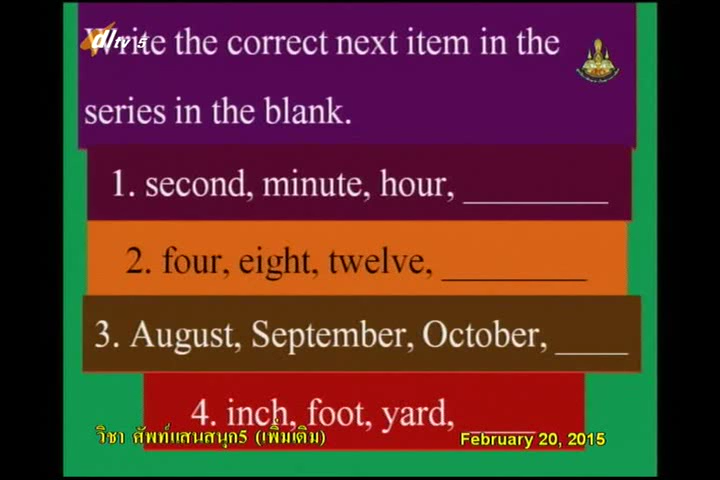 Write the correct next item in the
dltv 5
series in the blank.
1. second, minute, hour, ________
2. four, eight, twelve, ________
3. August, September, October, ____
4. inch, foot, yard, ____
วิชา ศัพท์แสนสนุก5 (เพิ่มเติม)
February 20, 2015